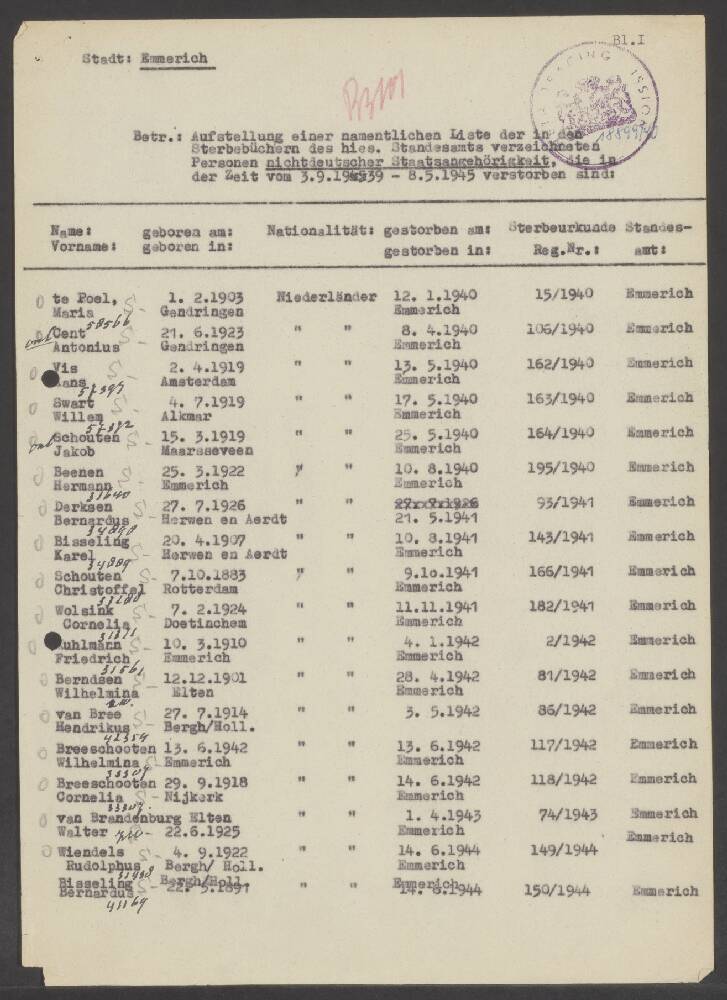 Bl.I
Stadt: Emmerich
Betr.: Aufstellung einer namentlichen Liste der in den
Sterbebüchern des hies. Standesamts verzeichneten
Personen nichtdeutscher Staatsangehörigkeit, die in
der Zeit vom 3.9.1939 - 8.5.1945 verstorben sind:
Name: geboren am: Nationalität: gestorben am: Sterbeurkunde Standes-
Vorname: geboren in: gestorben in: Reg.Nr.: amt:
te Poel, 1. 2.1903 Niederländer 12. 1.1940 15/1940 Emmerich
Maria Gendringen Emmerich
58566
Cent 21. 6.1923 " " 8. 4.1940 106/1940 Emmerich
Antonius Gendringen Emmerich
Vis 2. 4.1919 " " 13. 5.1940 162/1940 Emmerich
ans Amsterdam Emmerich
Swart 4. 7.1919 " " 17. 5.1940 163/1940 Emmerich
Willem Alkmar Emmerich
Schouten 15. 3.1919 " " 25. 5.1940 164/1940 Emmerich
Jakob Maarsseveen Emmerich
Beenen 25. 3.1922 " " 10. 8.1940 195/1940 Emmerich
Hermann Emmerich Emmerich
31640
Derksen 27. 7.1926 " " 93/1941 Emmerich
Bernardus Herwen en Aerdt 21. 5.1941
Bisseling 20. 4.1907 " " 10. 8.1941 143/1941 Emmerich
Karel Herwen en Aerdt Emmerich
Schouten 7.10.1883 " " 9.10.1941 166/1941 Emmerich
Christoffel Rotterdam Emmerich
Wolsink 7. 2.1924 " " 11.11.1941 182/1941 Emmerich
Cornelia Doetinchem Emmerich
uhlmann 10. 3.1910 " " 4. 1.1942 2/1942 Emmerich
Friedrich Emmerich Emmerich
31561
Berndsen 12.12.1901 " " 28. 4.1942 81/1942 Emmerich
Wilhelmina Elten Emmerich
van Bree 27. 7.1914 " " 3. 5.1942 86/1942 Emmerich
Hendrikus Bergh/Holl.
Breeschooten 13. 6.1942 " " 13. 6.1942 117/1942 Emmerich
Wilhelmina Emmerich Emmerich
Breeschooten 29. 9.1918 " " 14. 6.1942 118/1942 Emmerich
Cornelia Nijkerk Emmerich
van Brandenburg Elten " " 1. 4.1943 74/1943 Emmerich
Walter - 22.6.1925 Emmerich Emmerich
Wiendels 4. 9.1922 " " 14. 6.1944 149/1944
Rudolphus Bergh/ Holl. Emmerich
Bisseling Bergh/Holl. Emmerich
Bernardus - 22. 5.1891 " " 14. 6.1944 150/1944 Emmerich
41169